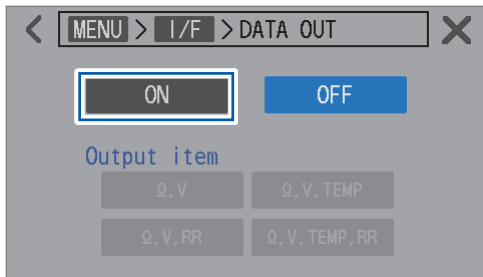 < MENU > I/F > DATA OUT X
ON OFF
Output item
Ω,V Ω,V,TEMP
Ω,V,RR Ω,V,TEMP,RR